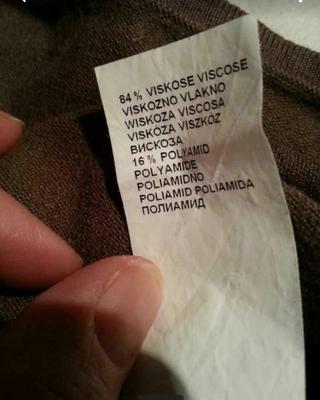 84 % VISKOSE VISCOSE
VISKOZNO VLAKNO
WISKOZA VISCOSA
VISKÓZA VISZKÓZ
ВИСКОЗА
16 % POLYAMID
POLYAMIDE
POLIAMIDNO
POLIAMID POLIAMIDA
ПОЛИАМИД